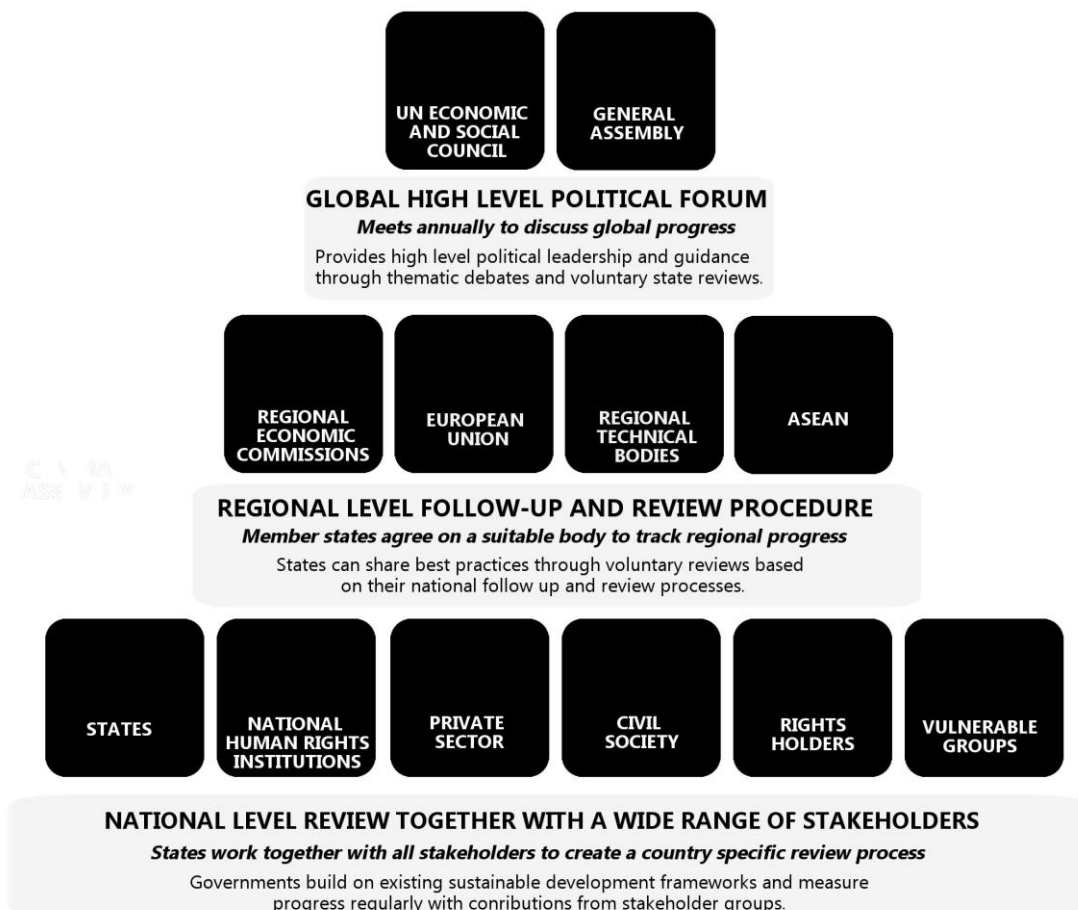 UN ECONOMIC
AND SOCIAL
COUNCIL
GENERAL
ASSEMBLY
GLOBAL HIGH LEVEL POLITICAL FORUM
Meets annually to discuss global progress
Provides high level political leadership and guidance
through thematic debates and voluntary state reviews.
REGIONAL
ECONOMIC
COMMISSIONS
EUROPEAN
UNION
REGIONAL
TECHNICAL
BODIES
ASEAN
REGIONAL LEVEL FOLLOW-UP AND REVIEW PROCEDURE
Member states agree on a suitable body to track regional progress
States can share best practices through voluntary reviews based
on their national follow up and review processes.
STATES
NATIONAL
HUMAN RIGHTS
INSTITUTIONS
PRIVATE
SECTOR
CIVIL
SOCIETY
RIGHTS
HOLDERS
VULNERABLE
GROUPS
NATIONAL LEVEL REVIEW TOGETHER WITH A WIDE RANGE OF STAKEHOLDERS
States work together with all stakeholders to create a country specific review process
Governments build on existing sustainable development frameworks and measure
progress regularly with conributions from stakeholder groups.